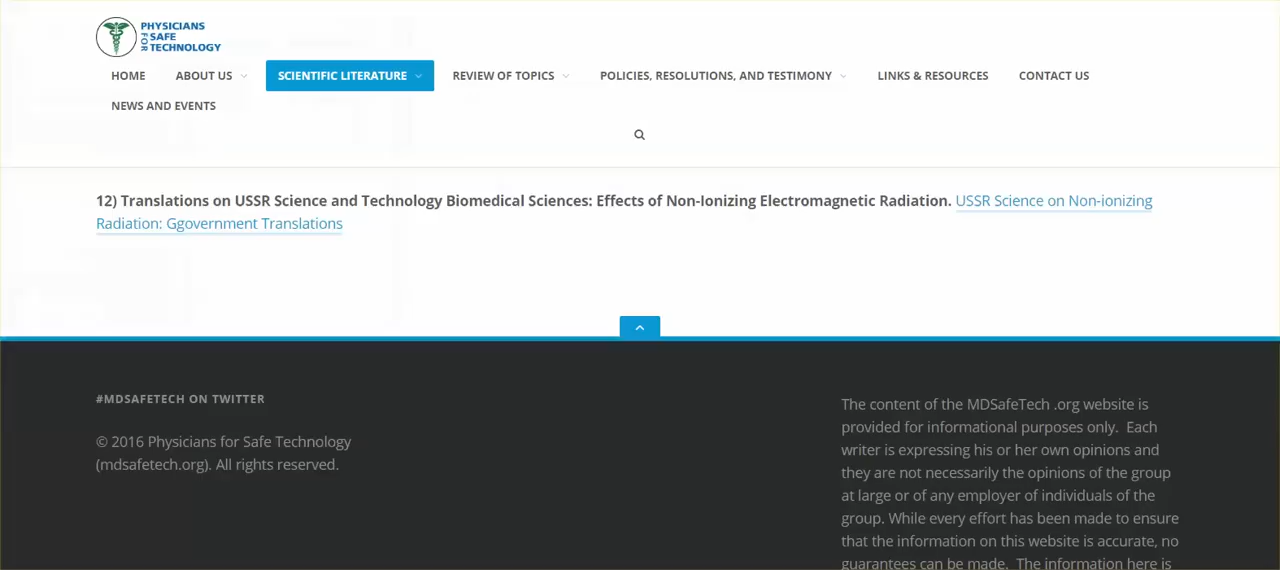 PHYSICIANS
FOR
SAFE
TECHNOLOGY
HOME ABOUT US SCIENTIFIC LITERATURE REVIEW OF TOPICS POLICIES, RESOLUTIONS, AND TESTIMONY LINKS & RESOURCES CONTACT US
NEWS AND EVENTS
12) Translations on USSR Science and Technology Biomedical Sciences: Effects of Non-Ionizing Electromagnetic Radiation. USSR Science on Non-ionizing
Radiation: Ggovernment Translations
#MDSAFETECH ON TWITTER
© 2016 Physicians for Safe Technology
(mdsafetech.org). All rights reserved.
The content of the MDSafeTech .org website is
provided for informational purposes only.  Each
writer is expressing his or her own opinions and
they are not necessarily the opinions of the group
at large or of any employer of individuals of the
group. While every effort has been made to ensure
that the information on this website is accurate, no
guarantees can be made.  The information here is